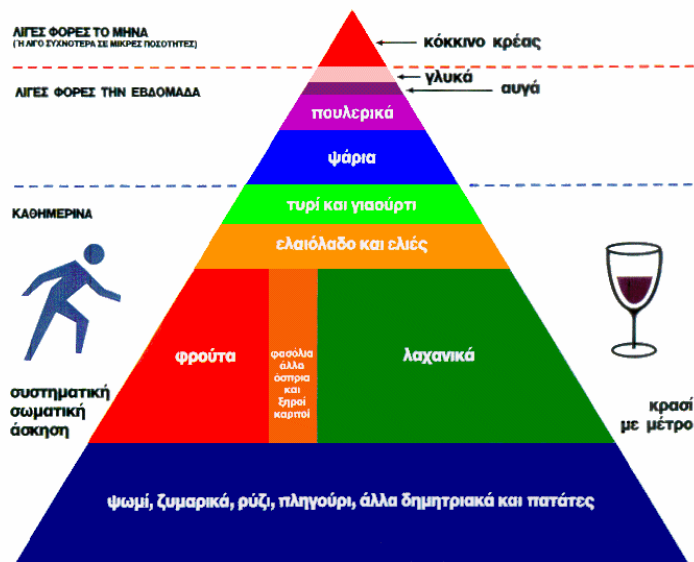 ΛΙΓΕΣ ΦΟΡΕΣ ΤΟ ΜΗΝΑ
(Ή ΛΙΓΟ ΣΥΧΝΟΤΕΡΑ ΣΕ ΜΙΚΡΕΣ ΠΟΣΟΤΗΤΕΣ)
κόκκινο κρέας
γλυκά
ΛΙΓΕΣ ΦΟΡΕΣ ΤΗΝ ΕΒΔΟΜΑΔΑ
αυγά
πουλερικά
ψάρια
ΚΑΘΗΜΕΡΙΝΑ
τυρί και γιαούρτι
ελαιόλαδο και ελιές
φρούτα
φασόλια
άλλα
όσπρια
και
ξηροί
καρποί
λαχανικά
συστηματική
σωματική
άσκηση
κρασί
με μέτρο
ψωμί, ζυμαρικά, ρύζι, πληγούρι, άλλα δημητριακά και πατάτες